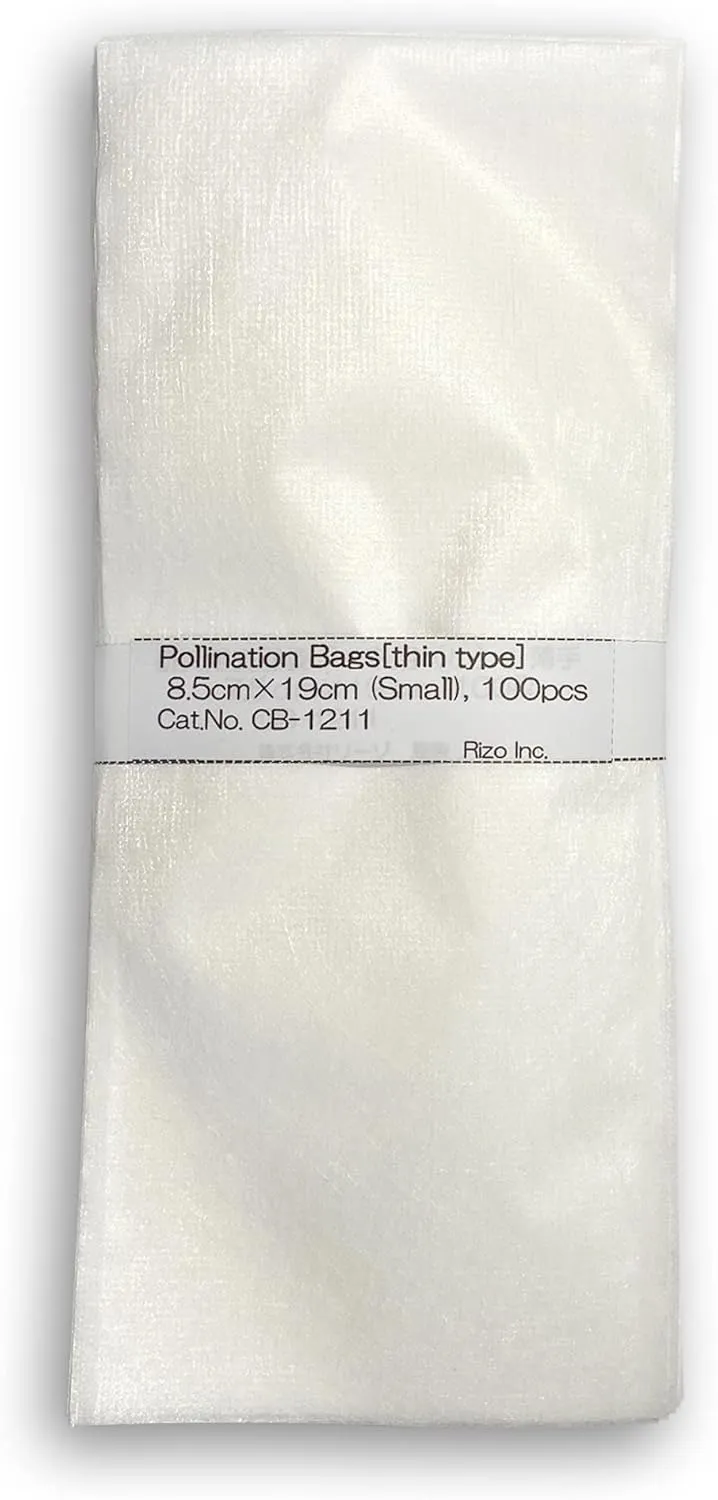 Pollination Bags[thin type]
8.5cm×19cm (Small), 100pcs
Cat.No. CB-1211
Rizo Inc.